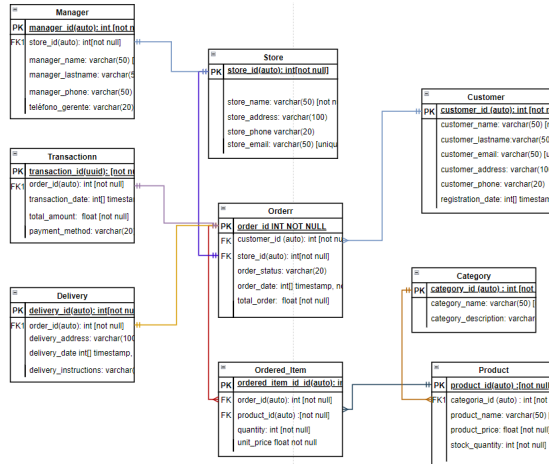 Manager
PK manager_id(auto): int [not n
FK1 store_id(auto): int[not null]
manager_name: varchar(50) [
manager_lastname: varchar(5
manager_phone: varchar(50)
teléfono_gerente: varchar(20)
Store
PK store_id(auto): int[not null]
store_name: varchar(50) [not n
store_address: varchar(100)
store_phone varchar(20)
store_email: varchar(50) [uniqu
Customer
PK customer_id (auto): int [not n
customer_name: varchar(50) [n
customer_lastname:varchar(50
customer_email: varchar(50) [u
customer_address: varchar(100
customer_phone: varchar(20)
registration_date: int[] timestam
Transactionn
PK transaction_id(uuid): [not nu
FK1 order_id(auto): int [not null]
transaction_date: int[] timestam
total_amount: float [not null]
payment_method: varchar(20
Orderr
PK order_id INT NOT NULL
FK customer_id (auto): int [not nu
FK store_id(auto): int[not null]
order_status: varchar(20)
order_date: int[] timestamp, no
total_order: float [not null]
Category
PK category_id (auto) : int [not
category_name: varchar(50) [
category_description: varchar
Delivery
PK delivery_id(auto): int[not nu
FK1 order_id(auto): int [not null]
delivery_address: varchar(100
delivery_date int[] timestamp,
delivery_instructions: varchar(
Ordered_Item
PK ordered_item_id_id(auto): in
FK order_id(auto): int [not null]
FK product_id(auto) :[not null]
quantity: int [not null]
unit_price float not null
Product
PK product_id(auto) :[not null
FK1 categoria_id (auto) : int [not
product_name: varchar(50) [
product_price: float [not null]
stock_quantity: int [not null]